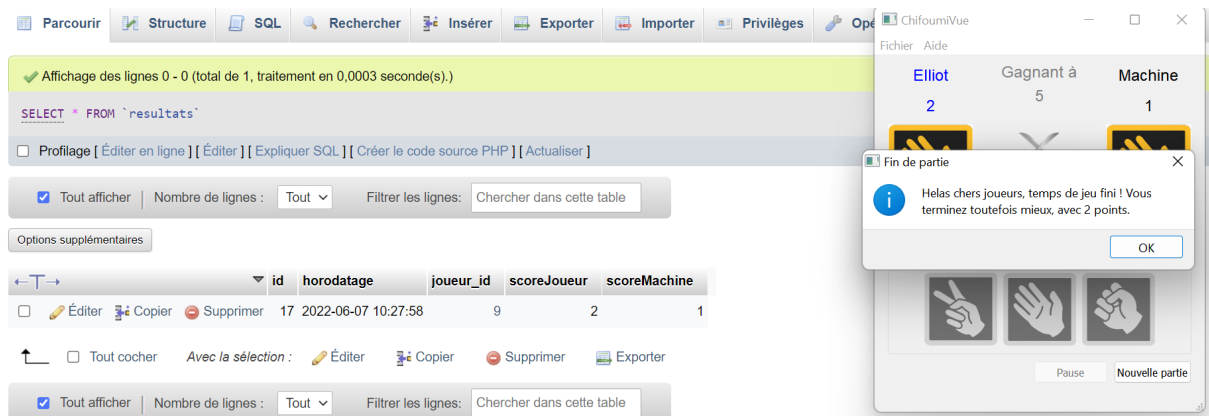 Parcourir Structure SQL Rechercher Insérer Exporter Importer Privilèges Opé
Affichage des lignes 0 - 0 (total de 1, traitement en 0,0003 seconde(s).)
SELECT * FROM `resultats`
Profilage [ Éditer en ligne ] [ Éditer ] [ Expliquer SQL ] [ Créer le code source PHP ] [ Actualiser ]
Tout afficher | Nombre de lignes : Tout Filtrer les lignes: Chercher dans cette table
Options supplémentaires
←T→ id horodatage joueur_id scoreJoueur scoreMachine
Éditer Copier Supprimer 17 2022-06-07 10:27:58 9 2 1
Tout cocher Avec la sélection : Éditer Copier Supprimer Exporter
Tout afficher | Nombre de lignes : Tout Filtrer les lignes: Chercher dans cette table
ChifoumiVue
Fichier Aide
Elliot Gagnant à Machine
2 5 1
Fin de partie
Helas chers joueurs, temps de jeu fini ! Vous
terminez toutefois mieux, avec 2 points.
OK
Pause Nouvelle partie